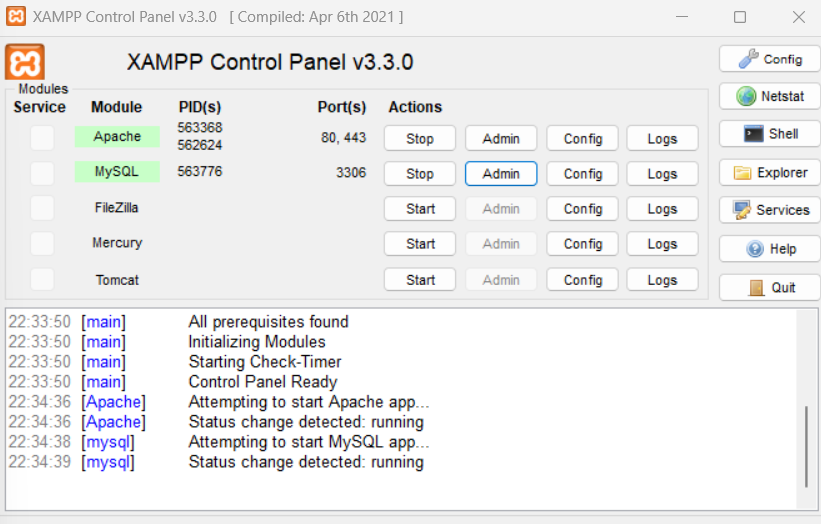 XAMPP Control Panel v3.3.0 [ Compiled: Apr 6th 2021 ]
XAMPP Control Panel v3.3.0
Config
Modules
Service Module PID(s) Port(s) Actions
Netstat
Apache 563368 562624 80, 443 Stop Admin Config Logs
Shell
MySQL 563776 3306 Stop Admin Config Logs
Explorer
FileZilla Start Admin Config Logs
Services
Mercury Start Admin Config Logs
Help
Tomcat Start Admin Config Logs
Quit
22:33:50 [main] All prerequisites found
22:33:50 [main] Initializing Modules
22:33:50 [main] Starting Check-Timer
22:33:50 [main] Control Panel Ready
22:34:36 [Apache] Attempting to start Apache app...
22:34:36 [Apache] Status change detected: running
22:34:38 [mysql] Attempting to start MySQL app...
22:34:39 [mysql] Status change detected: running